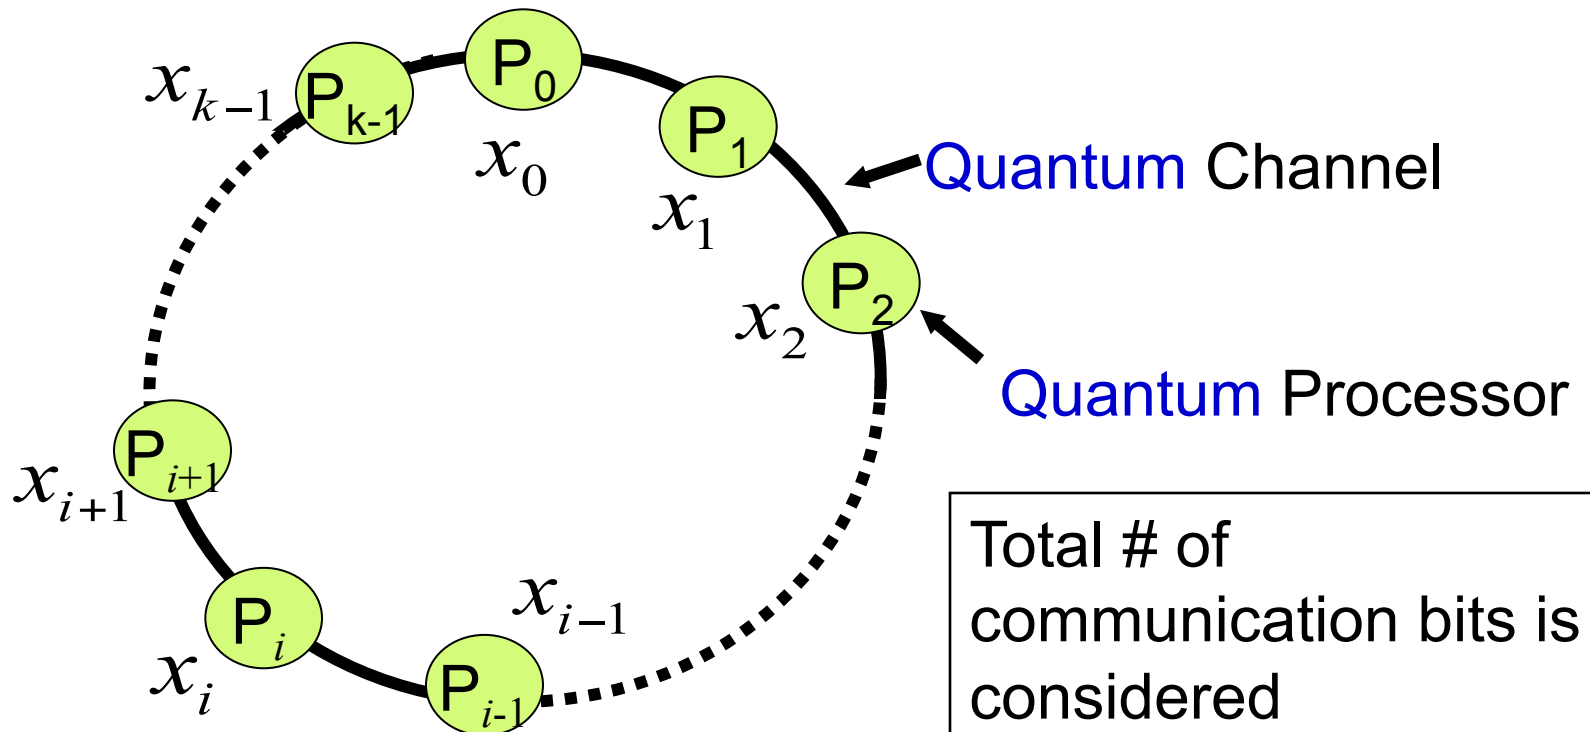 P0
x0
P1
x1
Quantum Channel
P2
x2
Quantum Processor
Total # of
communication bits is
considered
Pi-1
xi-1
Pi
xi
Pi+1
xi+1
Pk-1
xk-1